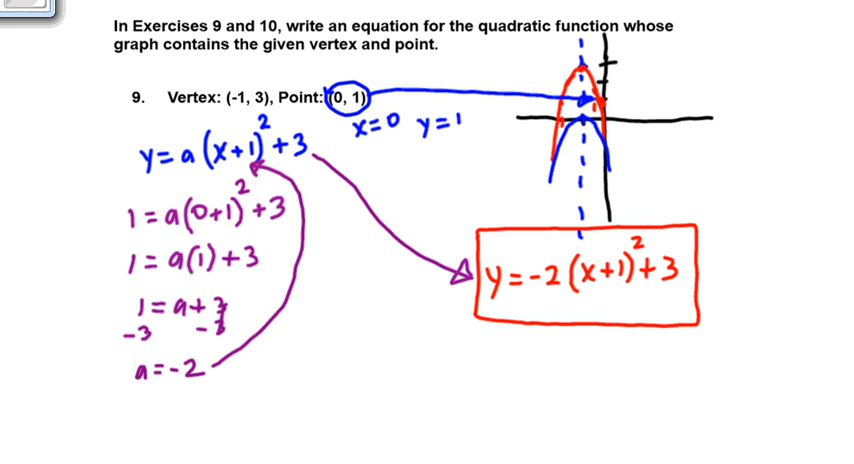 In Exercises 9 and 10, write an equation for the quadratic function whose
graph contains the given vertex and point.
9. Vertex: (-1, 3), Point: (0, 1)
x=0 y=1
y = a(x+1)² + 3
1 = a(0+1)² + 3
1 = a(1) + 3
1 = a + 3
-3 -3
a = -2
y = -2(x+1)² + 3